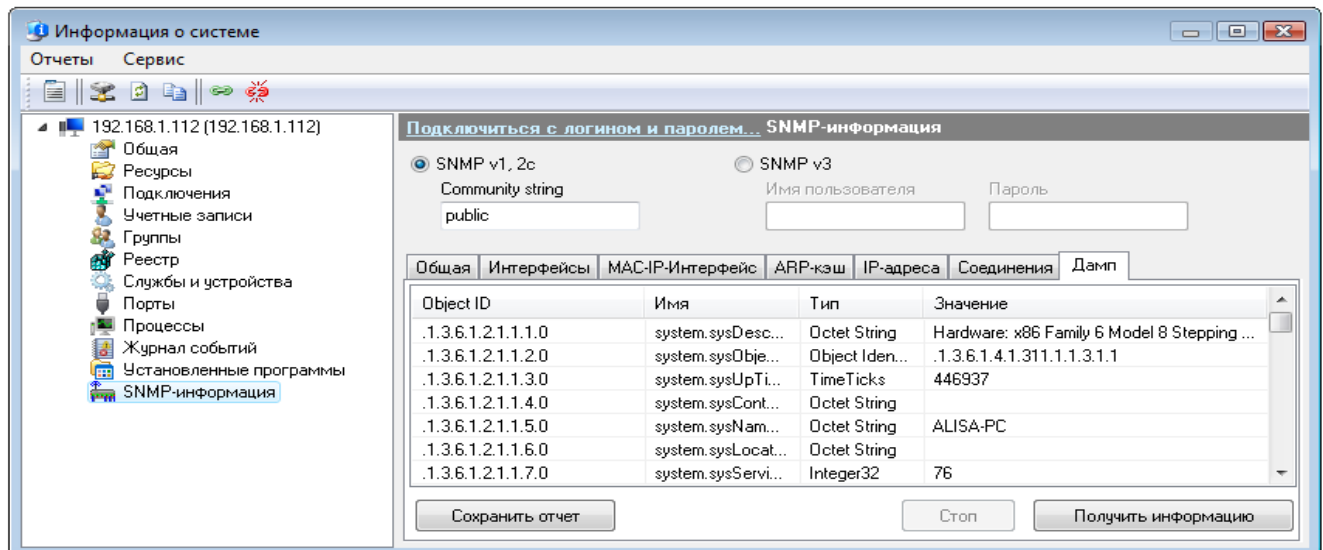 Информация о системе
Отчеты Сервис
192.168.1.112 (192.168.1.112)
Общая
Ресурсы
Подключения
Учетные записи
Группы
Реестр
Службы и устройства
Порты
Процессы
Журнал событий
Установленные программы
SNMP-информация
Подключиться с логином и паролем... SNMP-информация
SNMP v1, 2c SNMP v3
Community string Имя пользователя Пароль
public
Общая Интерфейсы MAC-IP-Интерфейс ARP-кэш IP-адреса Соединения Дамп
Object ID Имя Тип Значение
.1.3.6.1.2.1.1.1.0 system.sysDesc... Octet String Hardware: x86 Family 6 Model 8 Stepping ...
.1.3.6.1.2.1.1.2.0 system.sysObje... Object Iden... .1.3.6.1.4.1.311.1.1.3.1.1
.1.3.6.1.2.1.1.3.0 system.sysUpTi... TimeTicks 446937
.1.3.6.1.2.1.1.4.0 system.sysCont... Octet String
.1.3.6.1.2.1.1.5.0 system.sysNam... Octet String ALISA-PC
.1.3.6.1.2.1.1.6.0 system.sysLocat... Octet String
.1.3.6.1.2.1.1.7.0 system.sysServi... Integer32 76
Сохранить отчет Стоп Получить информацию